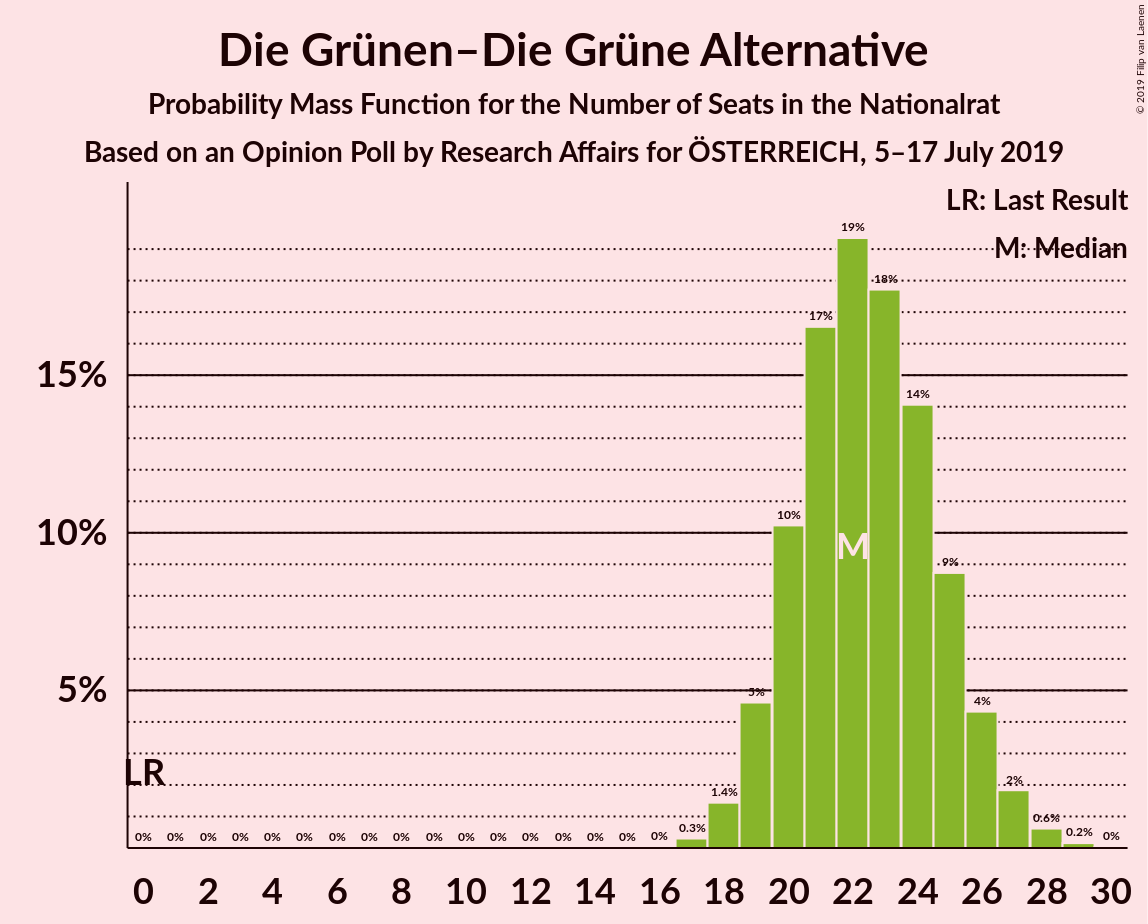 Die Grünen–Die Grüne Alternative
Probability Mass Function for the Number of Seats in the Nationalrat
Based on an Opinion Poll by Research Affairs for ÖSTERREICH, 5–17 July 2019
© 2019 Filip van Laenen
LR: Last Result
M: Median
19%
18%
17%
15%
14%
10%
10%
M
9%
5%
5%
4%
LR
2%
1.4%
0.6%
0.3%
0.2%
0% 0% 0% 0% 0% 0% 0% 0% 0% 0% 0% 0% 0% 0% 0% 0% 0% 0%
0 2 4 6 8 10 12 14 16 18 20 22 24 26 28 30